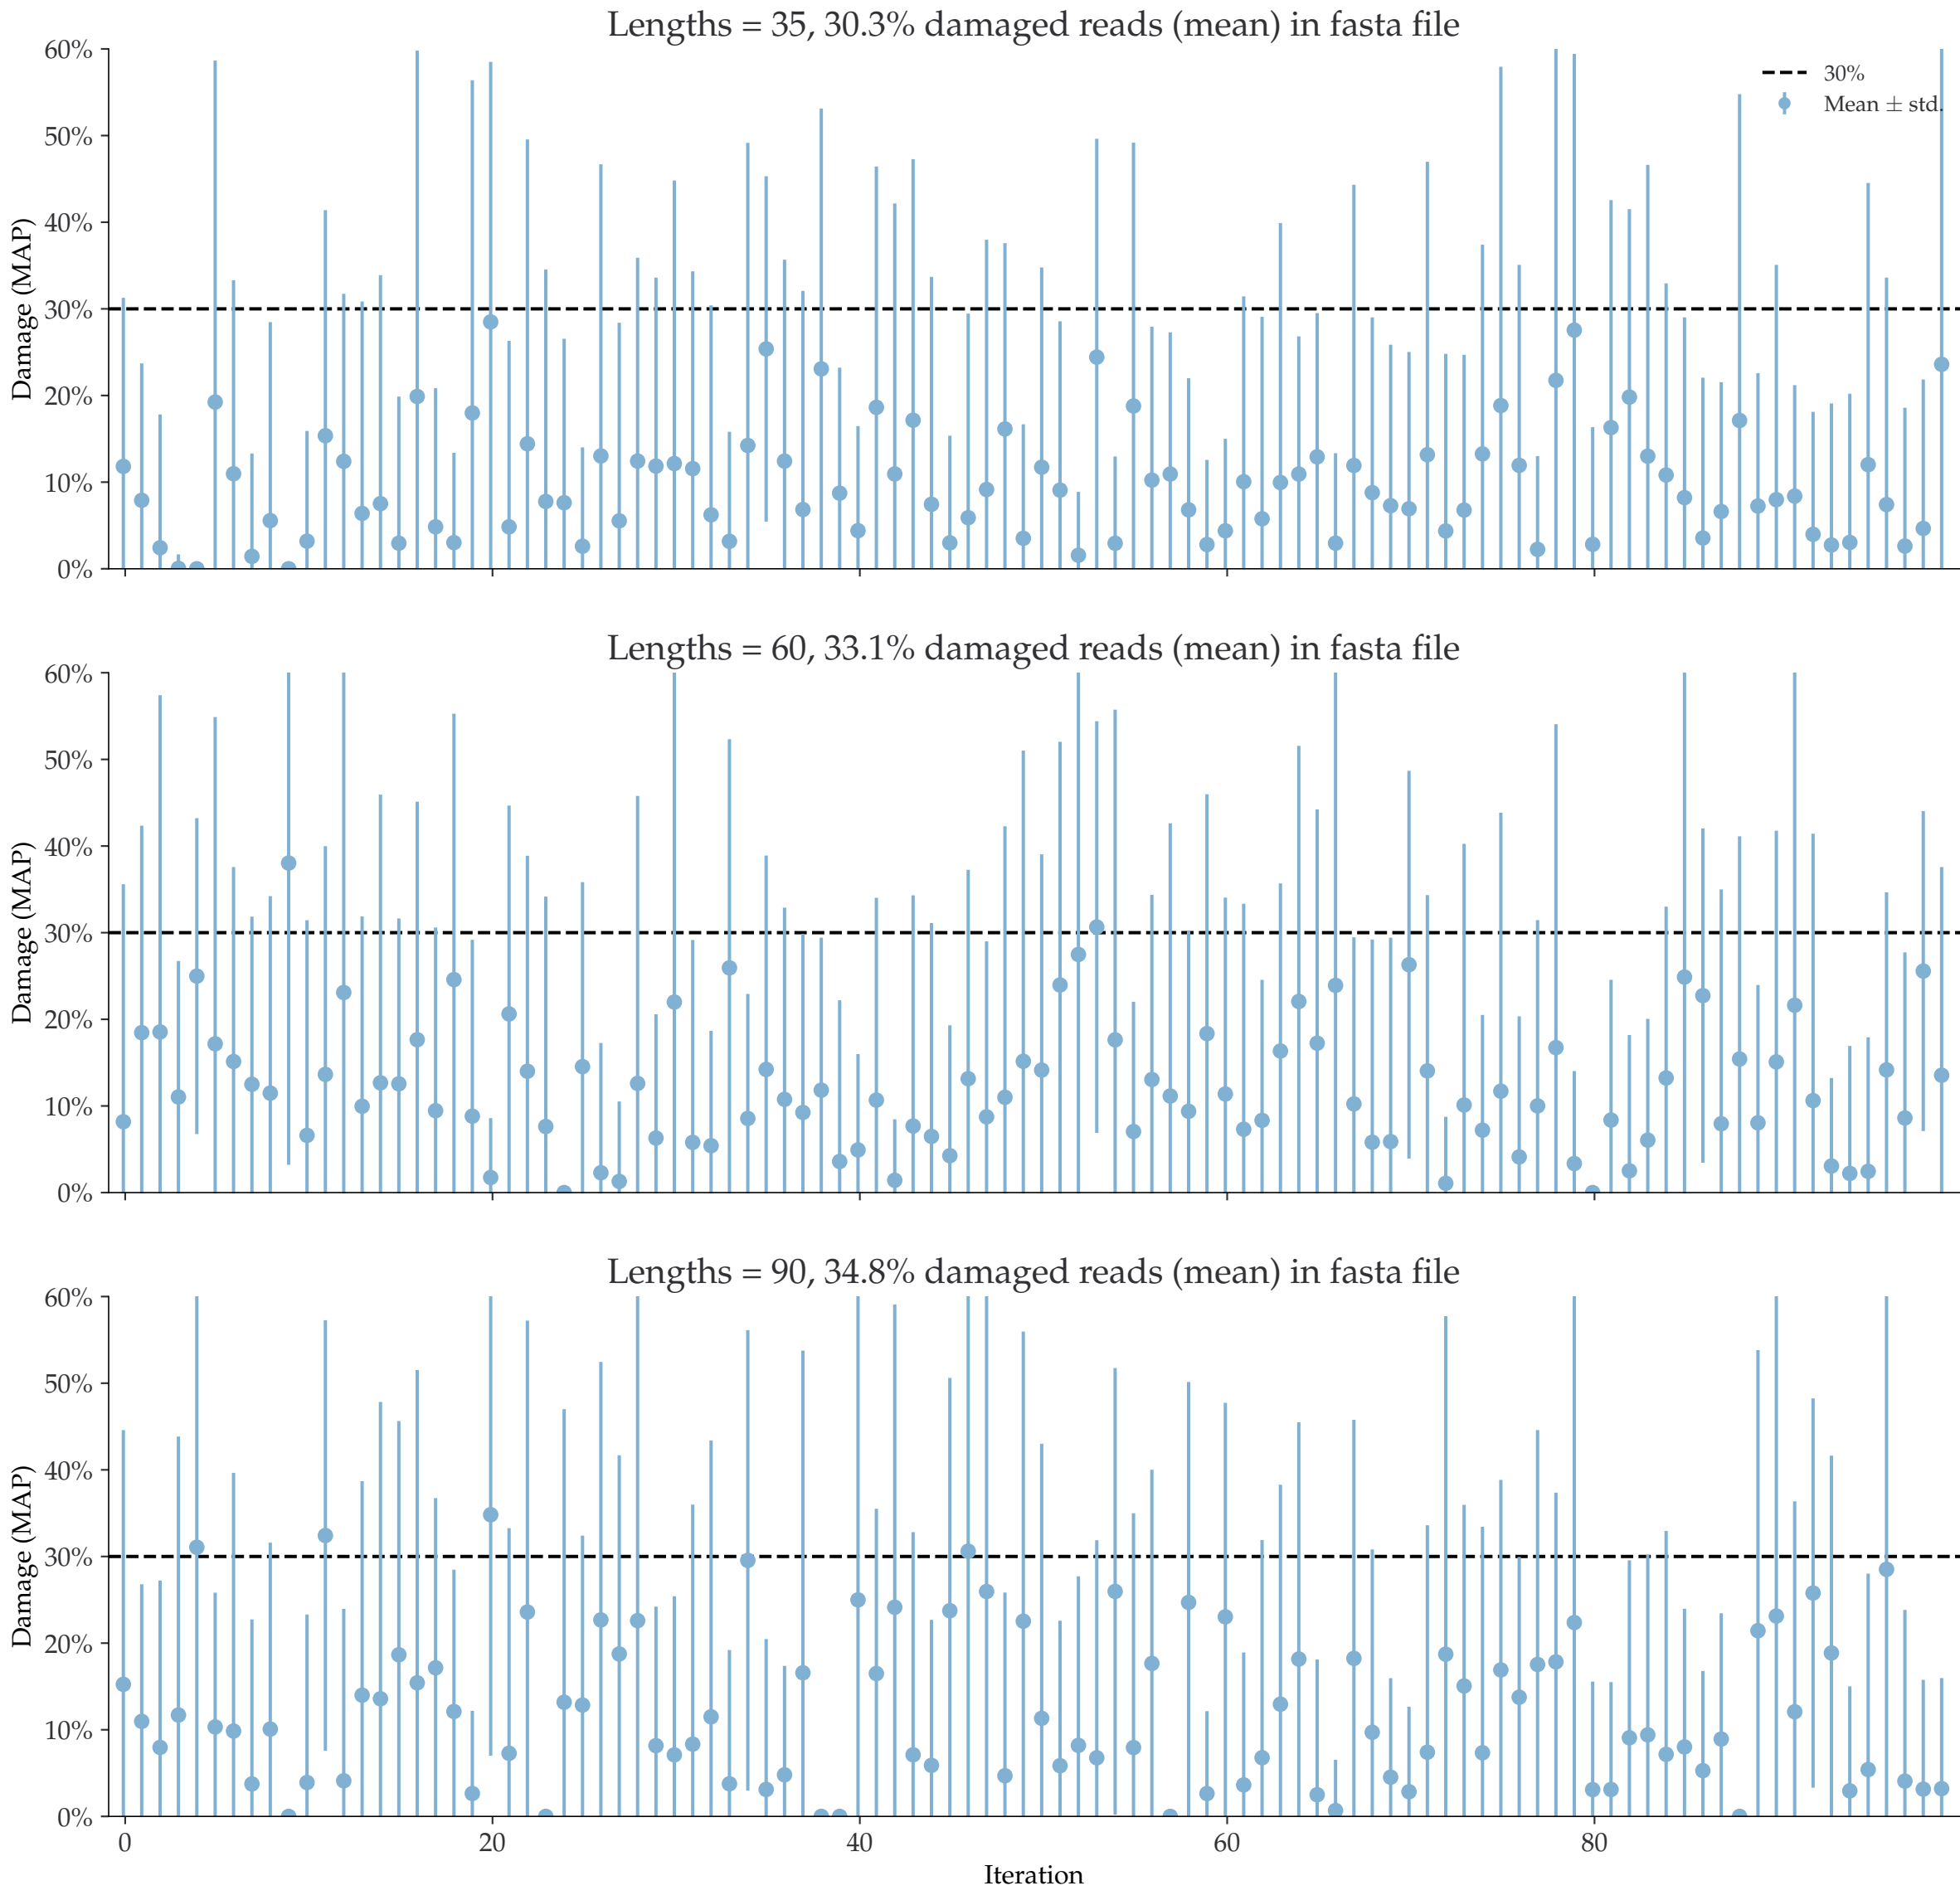 Lengths = 35, 30.3% damaged reads (mean) in fasta file
60%
50%
40%
30%
20%
10%
0%
Damage (MAP)
30%
Mean ± std.
Lengths = 60, 33.1% damaged reads (mean) in fasta file
60%
50%
40%
30%
20%
10%
0%
Damage (MAP)
Lengths = 90, 34.8% damaged reads (mean) in fasta file
60%
50%
40%
30%
20%
10%
0%
Damage (MAP)
0 20 40 60 80
Iteration